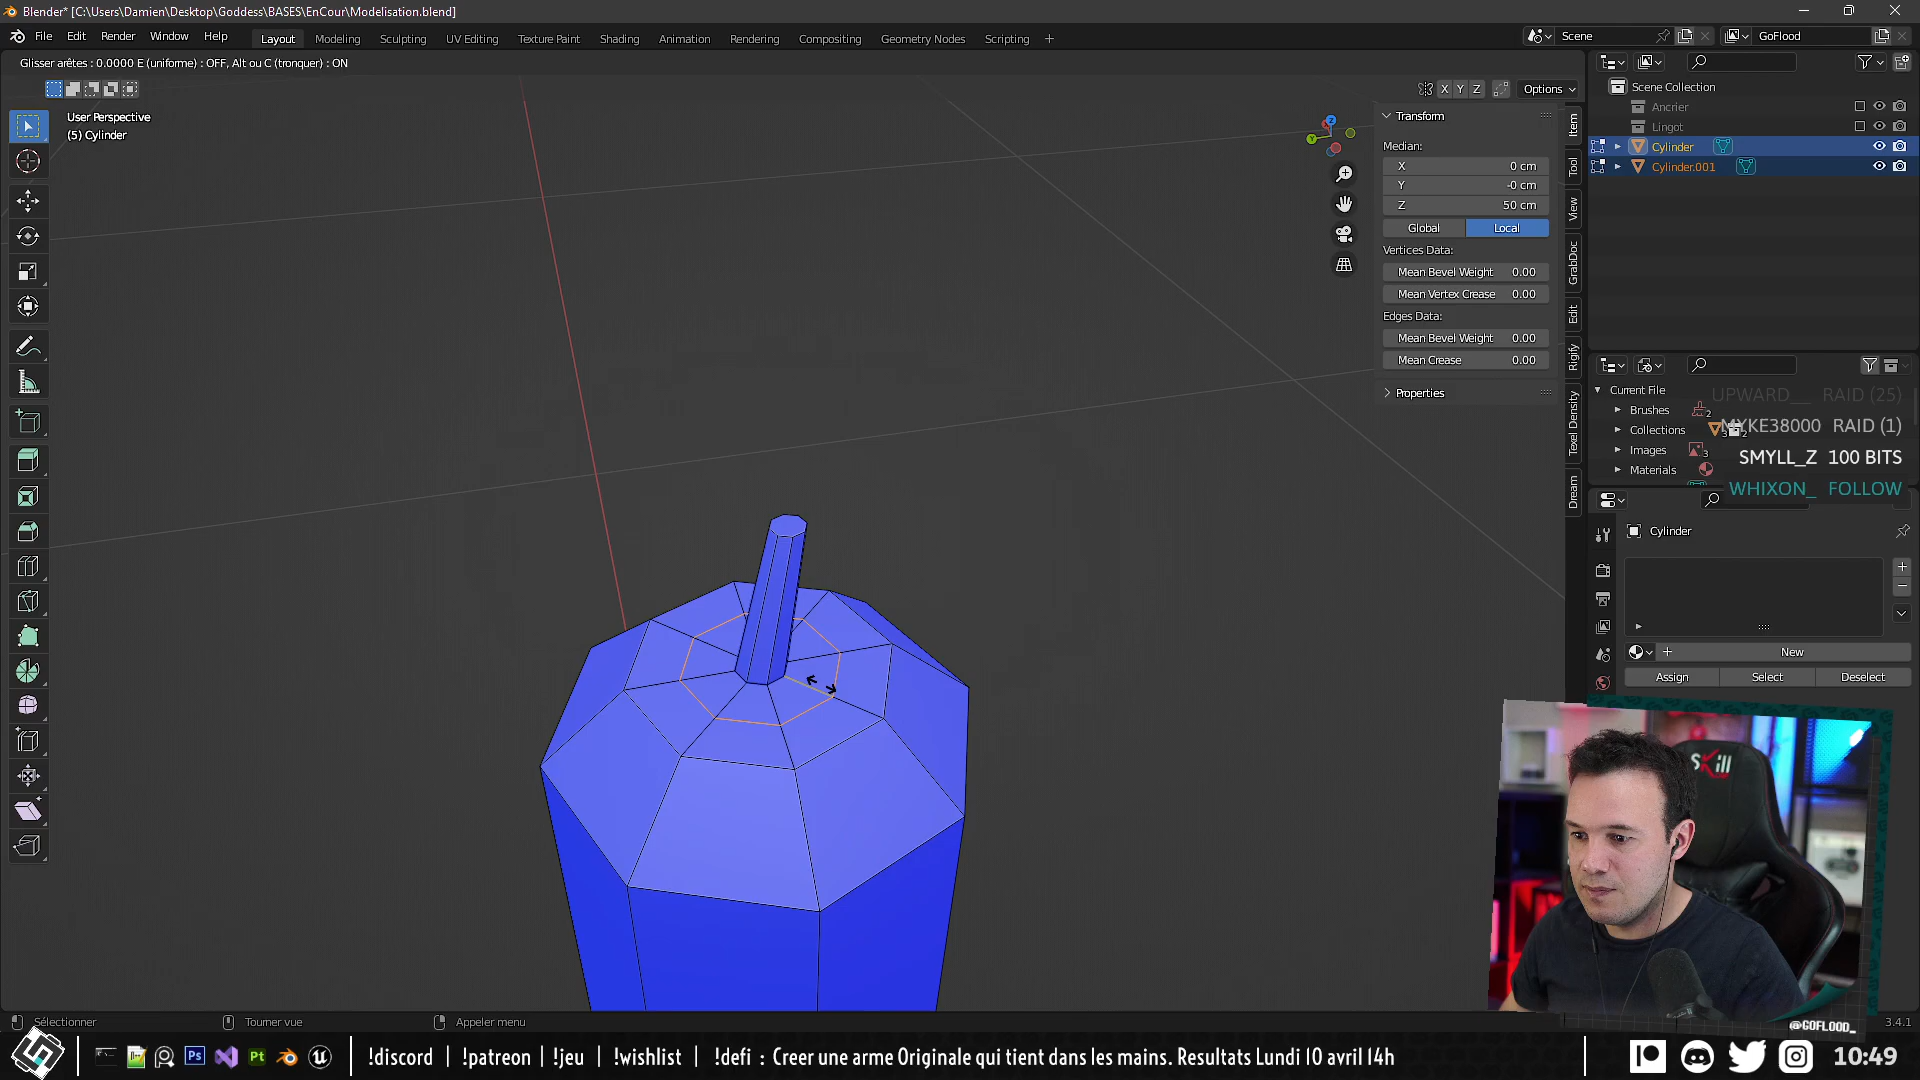 Blender* [C:\Users\Damien\Desktop\Goddess\BASES\EnCour\Modelisation.blend]
File Edit Render Window Help
Layout Modeling Sculpting UV Editing Texture Paint Shading Animation Rendering Compositing Geometry Nodes Scripting +
Scene
GoFlood
Glisser arêtes : 0.0000 E (uniforme) : OFF, Alt ou C (tronquer) : ON
X Y Z
Options
User Perspective
(5) Cylinder
Transform
Median:
X 0 cm
Y -0 cm
Z 50 cm
Global Local
Vertices Data:
Mean Bevel Weight 0.00
Mean Vertex Crease 0.00
Edges Data:
Mean Bevel Weight 0.00
Mean Crease 0.00
Properties
Item
Tool
View
GrabDoc
Edit
Rigify
Texel Density
Dream
Scene Collection
Ancrier
Lingot
Cylinder
Cylinder.001
Current File
Brushes 2
Collections 2
Images 3
Materials
UPWARD__ RAID (25)
MYKE38000 RAID (1)
SMYLL_Z 100 BITS
WHIXON_ FOLLOW
Cylinder
New
Assign Select Deselect
Skill
@GOFLOOD_
Sélectionner
Tourner vue
Appeler menu
3.4.1
Ps Pt
!discord | !patreon | !jeu | !wishlist | !defi : Creer une arme Originale qui tient dans les mains. Resultats Lundi 10 avril 14h
10:49